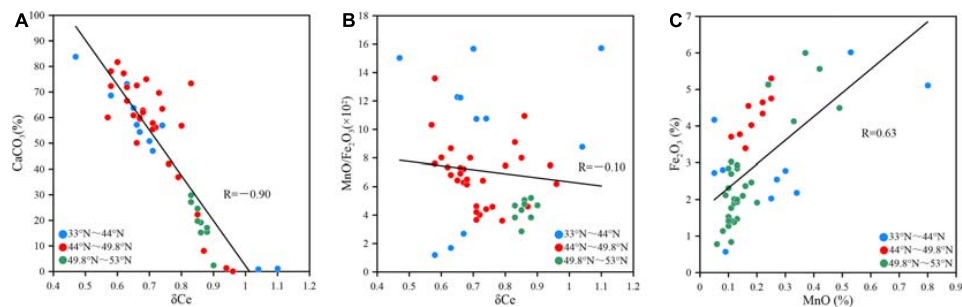 A
100
90
80
70
60
50
40
30
20
10
0
CaCO₃(%)
R=−0.90
33°N～44°N
44°N～49.8°N
49.8°N～53°N
0.4 0.5 0.6 0.7 0.8 0.9 1 1.1 1.2
δCe
B
18
16
14
12
10
8
6
4
2
0
MnO/Fe₂O₃(%)×10²)
R=−0.10
33°N～44°N
44°N～49.8°N
49.8°N～53°N
0.4 0.5 0.6 0.7 0.8 0.9 1 1.1 1.2
δCe
C
7
6
5
4
3
2
1
0
Fe₂O₃ (%)
R=0.63
33°N～44°N
44°N～49.8°N
49.8°N～53°N
0 0.1 0.2 0.3 0.4 0.5 0.6 0.7 0.8 0.9
MnO (%)